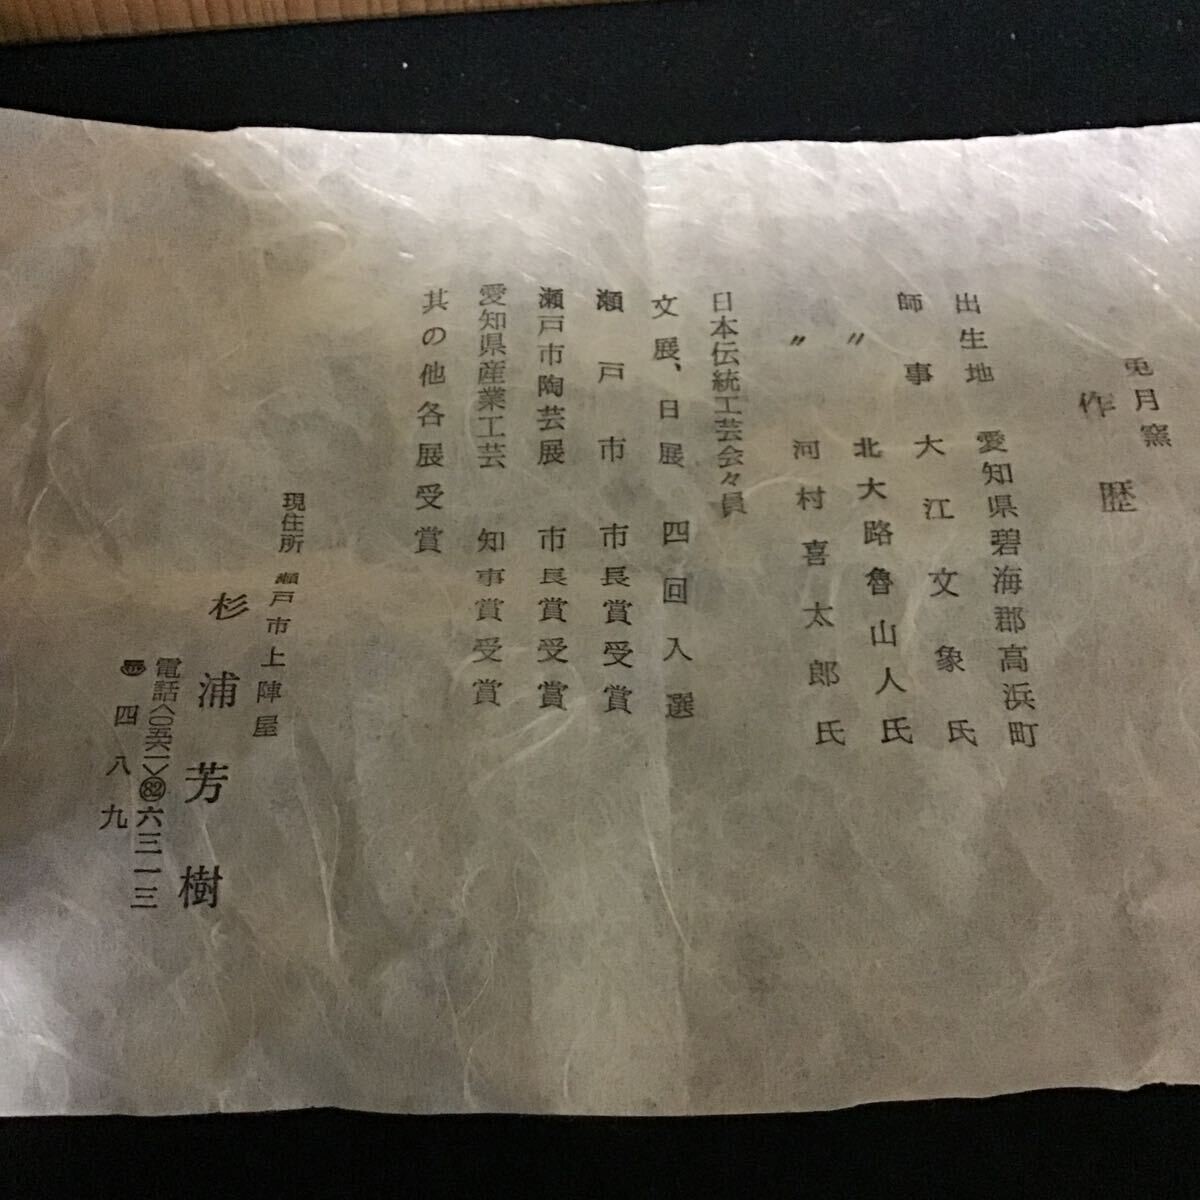 兎月窯
作歴
出生地 愛知県碧海郡高浜町
師事 大江文象氏
〃 北大路魯山人氏
〃 河村喜太郎氏
日本伝統工芸会々員
文展、日展 四回入選
瀬戸市 市長賞受賞
瀬戸市陶芸展 市長賞受賞
愛知県産業工芸 知事賞受賞
其の他各展受賞
現住所 瀬戸市上陣屋
杉浦芳樹
電話〈〇五六一〉82六三一三
四八九